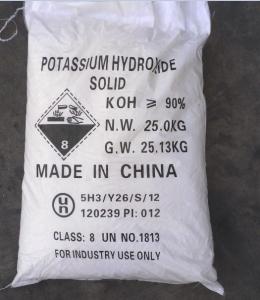 POTASSIUM HYDROXIDE
SOLID
KOH ≥ 90%
N.W. 25.0KG
G.W. 25.13KG
8
MADE IN CHINA
un 5H3/Y26/S/12
120239 PI: 012
CLASS: 8 UN NO.1813
FOR INDUSTRY USE ONLY